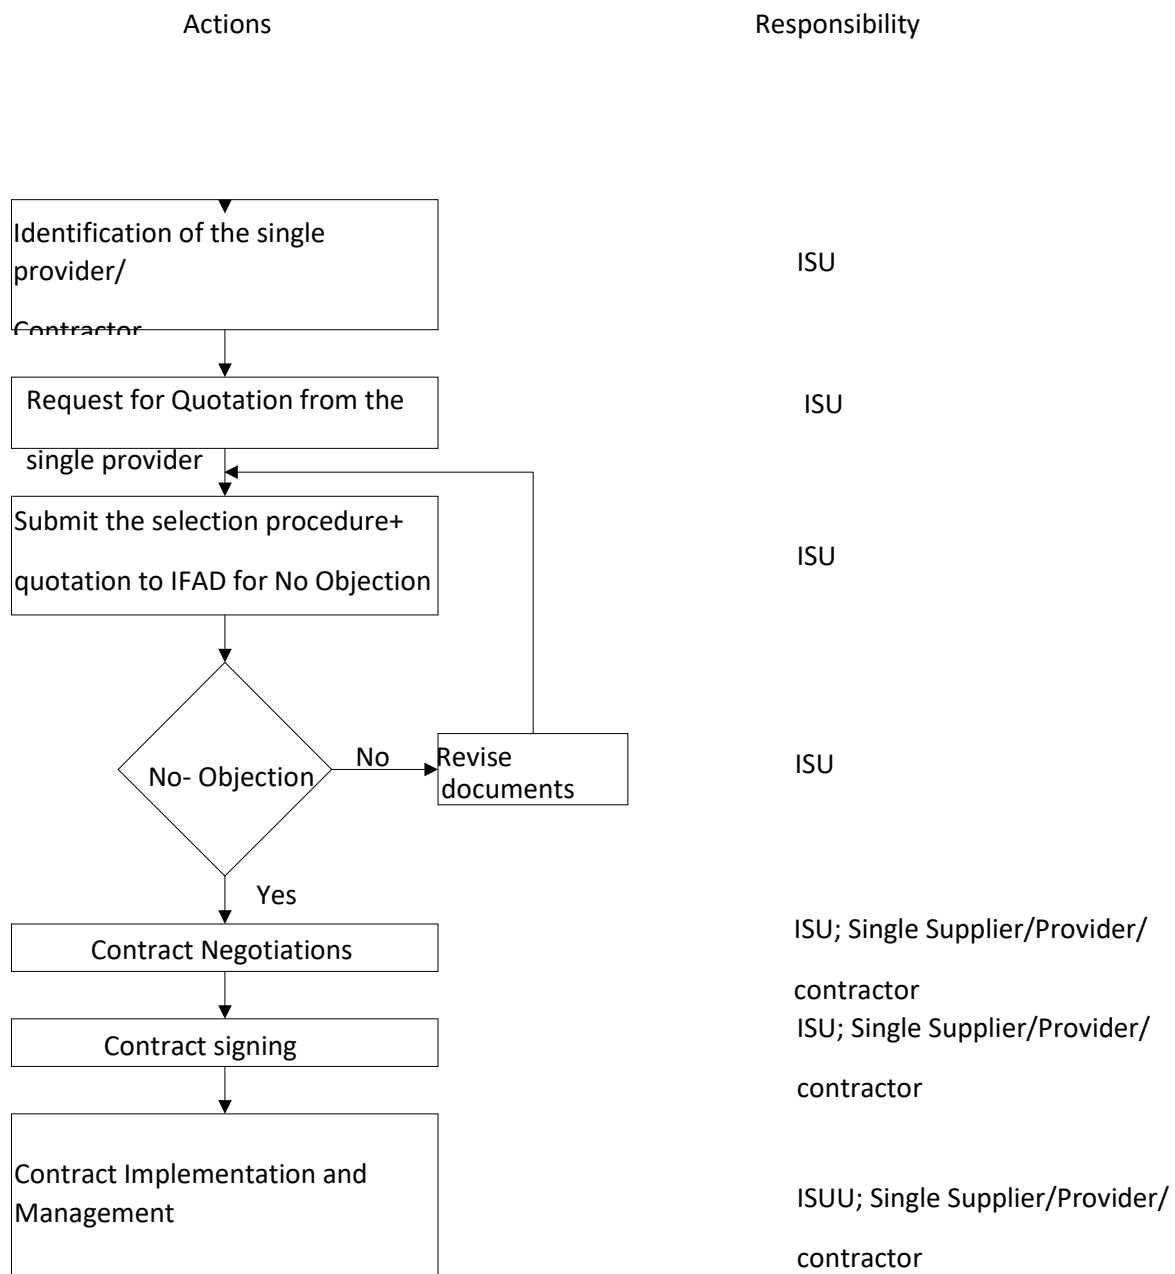 Actions
Responsibility
Identification of the single
provider/
Contractor
ISU
Request for Quotation from the
single provider
ISU
Submit the selection procedure+
quotation to IFAD for No Objection
ISU
No- Objection
No
Revise
documents
ISU
Yes
Contract Negotiations
ISU; Single Supplier/Provider/
contractor
Contract signing
ISU; Single Supplier/Provider/
contractor
Contract Implementation and
Management
ISUU; Single Supplier/Provider/
contractor